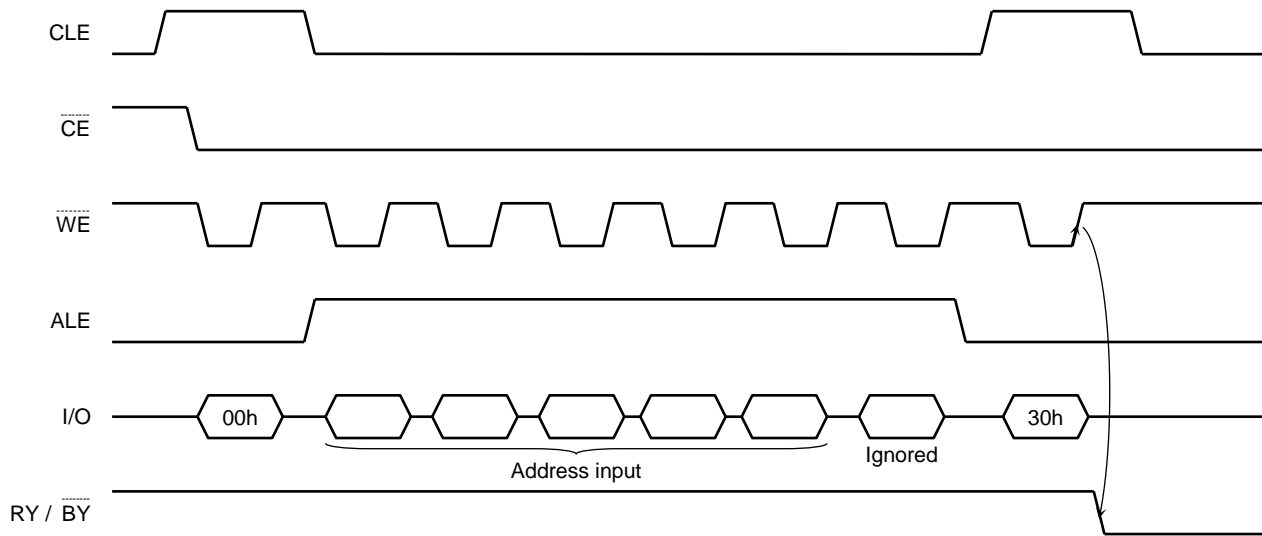 CLE
CE
WE
ALE
I/O
00h
30h
Address input
Ignored
RY / BY